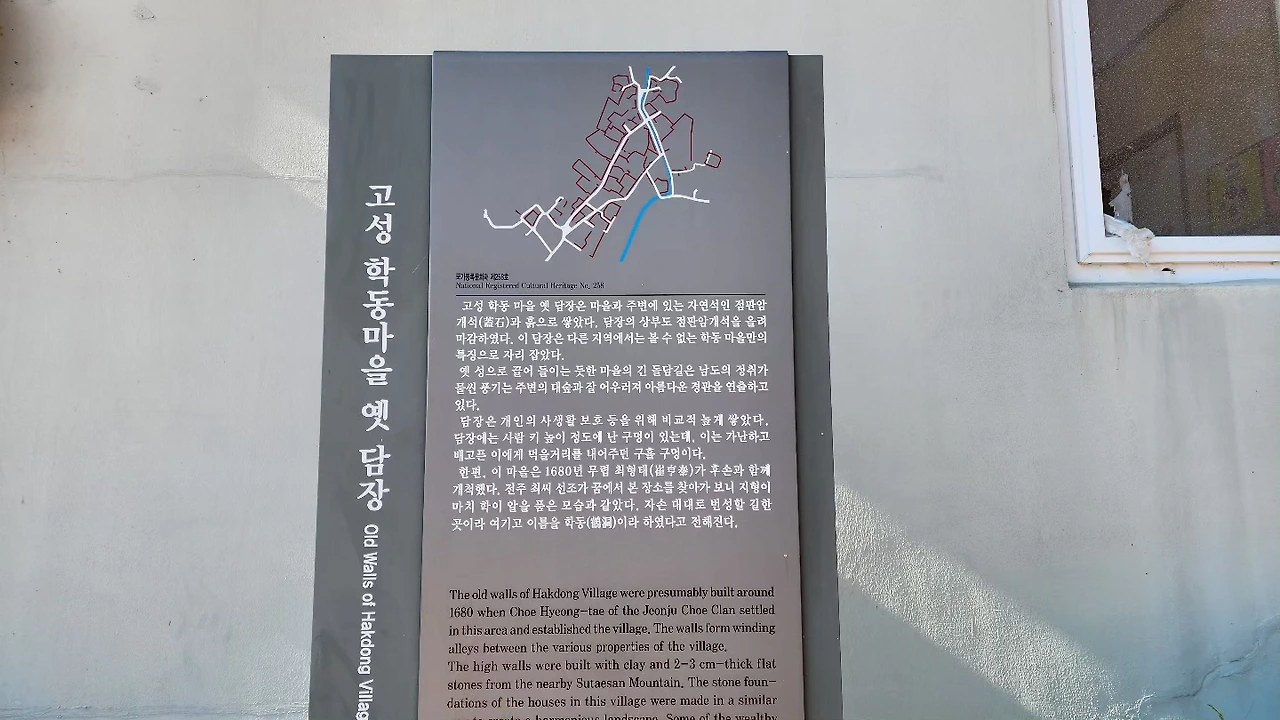 고성 학동마을 옛 담장 Old Walls of Hakdong Villag
국가등록문화재 제258호
National Registered Cultural Heritage No. 258
고성 학동 마을 옛 담장은 마을과 주변에 있는 자연석인 점판암
개석(蓋石)과 흙으로 쌓았다. 담장의 상부도 점판암개석을 올려
마감하였다. 이 담장은 다른 지역에서는 볼 수 없는 학동 마을만의
특징으로 자리 잡았다.
옛 성으로 끌어 들이는 듯한 마을의 긴 돌담길은 남도의 정취가
물씬 풍기는 주변의 대숲과 잘 어우러져 아름다운 경관을 연출하고
있다.
담장은 개인의 사생활 보호 등을 위해 비교적 높게 쌓았다.
담장에는 사람 키 높이 정도에 난 구멍이 있는데, 이는 가난하고
배고픈 이에게 먹을거리를 내어주던 구휼 구멍이다.
한편, 이 마을은 1680년 무렵 최형태(崔亨泰)가 후손과 함께
개척했다. 전주 최씨 선조가 꿈에서 본 장소를 찾아가 보니 지형이
마치 학이 알을 품은 모습과 같았다. 자손 대대로 번성할 길한
곳이라 여기고 이름을 학동(鶴洞)이라 하였다고 전해진다.
The old walls of Hakdong Village were presumably built around
1680 when Choe Hyeong-tae of the Jeonju Choe Clan settled
in this area and established the village. The walls form winding
alleys between the various properties of the village.
The high walls were built with clay and 2-3 cm-thick flat
stones from the nearby Sutaesan Mountain. The stone foun-
dations of the houses in this village were made in a similar
to create a harmonious landscape. Some of the wealthy